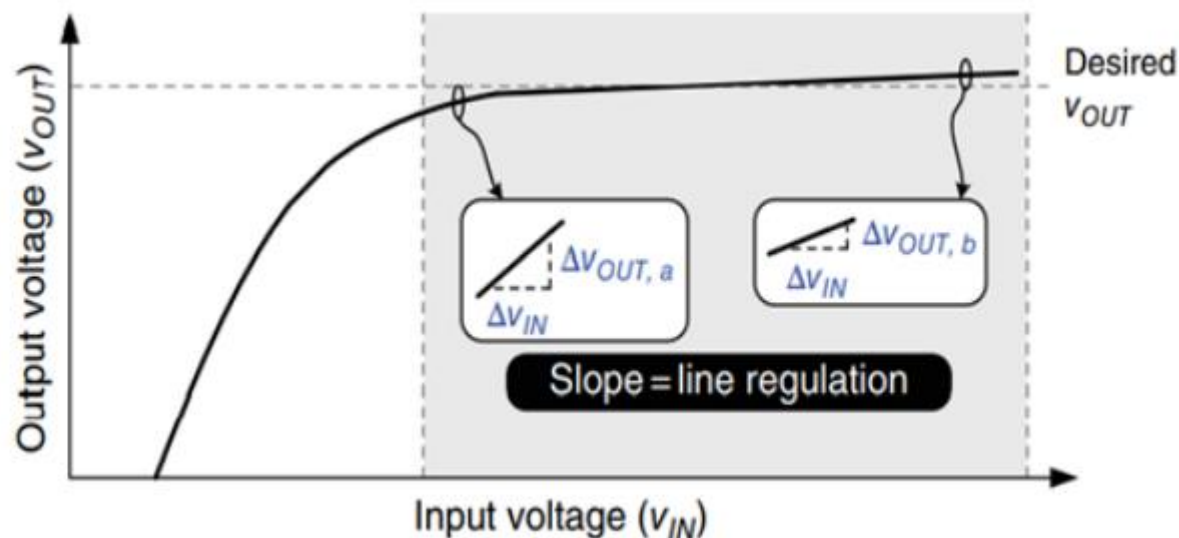 Output voltage (vOUT)
Desired
vOUT
ΔvOUT, a
ΔvIN
ΔvOUT, b
ΔvIN
Slope=line regulation
Input voltage (vIN)